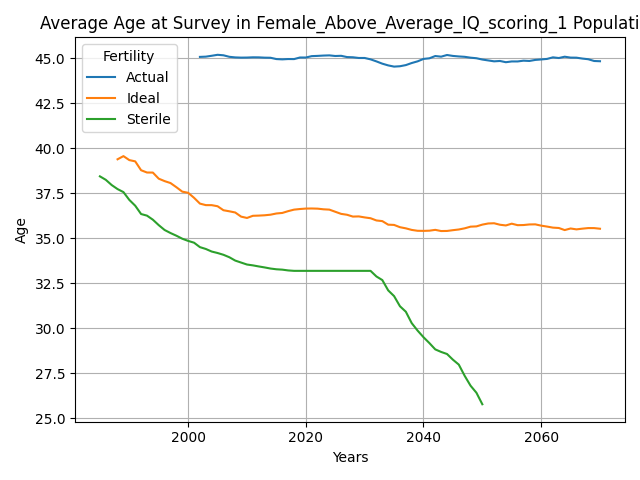 Average Age at Survey in Female_Above_Average_IQ_scoring_1 Populati
Fertility
Actual
Ideal
Sterile
45.0
42.5
40.0
37.5
35.0
32.5
30.0
27.5
25.0
Age
2000
2020
2040
2060
Years